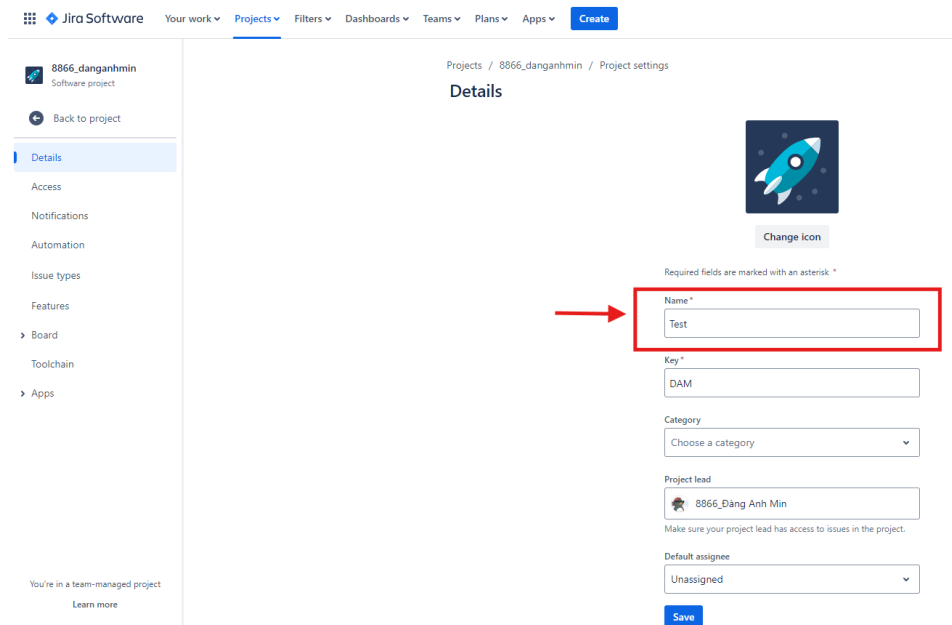 Jira Software Your work Projects Filters Dashboards Teams Plans Apps Create
8866_danganhmin
Software project
Back to project
Details
Access
Notifications
Automation
Issue types
Features
Board
Toolchain
Apps
You're in a team-managed project
Learn more
Projects / 8866_danganhmin / Project settings
Details
Change icon
Required fields are marked with an asterisk *
Name *
Test
Key *
DAM
Category
Choose a category
Project lead
8866_Đàng Anh Min
Make sure your project lead has access to issues in the project.
Default assignee
Unassigned
Save